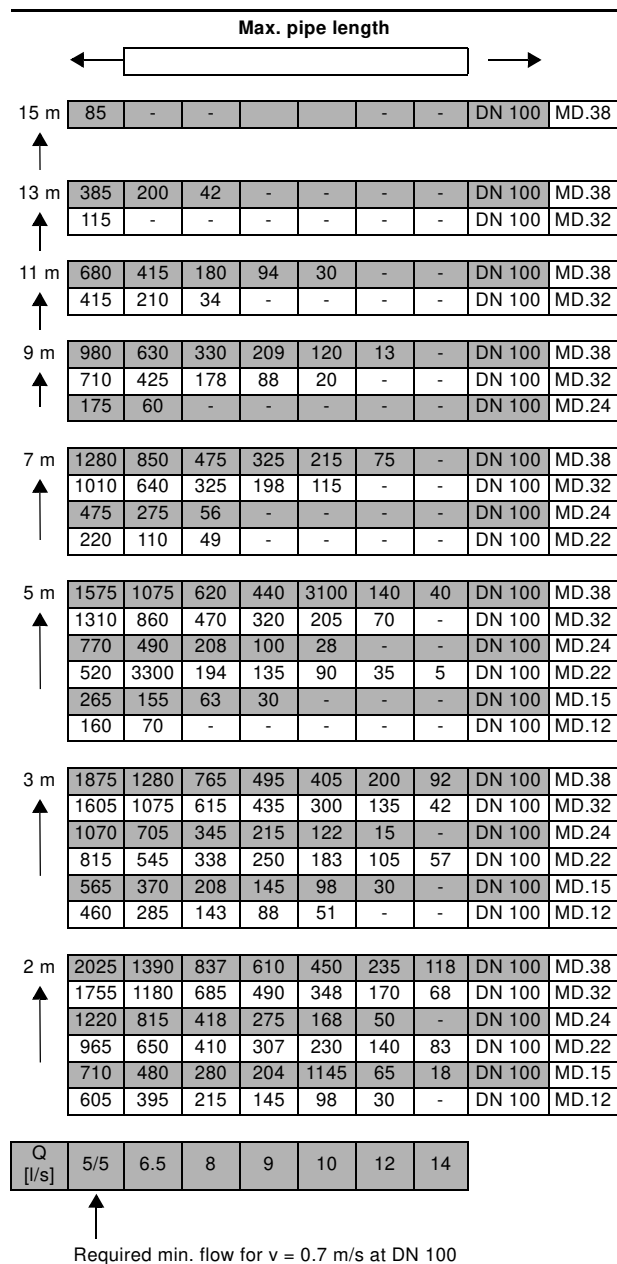 Max. pipe length
15 m 85 - - - - DN 100 MD.38
13 m 385 200 42 - - - - DN 100 MD.38
115 - - - - - - DN 100 MD.32
11 m 680 415 180 94 30 - - DN 100 MD.38
415 210 34 - - - - DN 100 MD.32
9 m 980 630 330 209 120 13 - DN 100 MD.38
710 425 178 88 20 - - DN 100 MD.32
175 60 - - - - - DN 100 MD.24
7 m 1280 850 475 325 215 75 - DN 100 MD.38
1010 640 325 198 115 - - DN 100 MD.32
475 275 56 - - - - DN 100 MD.24
220 110 49 - - - - DN 100 MD.22
5 m 1575 1075 620 440 3100 140 40 DN 100 MD.38
1310 860 470 320 205 70 - DN 100 MD.32
770 490 208 100 28 - - DN 100 MD.24
520 3300 194 135 90 35 5 DN 100 MD.22
265 155 63 30 - - - DN 100 MD.15
160 70 - - - - - DN 100 MD.12
3 m 1875 1280 765 495 405 200 92 DN 100 MD.38
1605 1075 615 435 300 135 42 DN 100 MD.32
1070 705 345 215 122 15 - DN 100 MD.24
815 545 338 250 183 105 57 DN 100 MD.22
565 370 208 145 98 30 - DN 100 MD.15
460 285 143 88 51 - - DN 100 MD.12
2 m 2025 1390 837 610 450 235 118 DN 100 MD.38
1755 1180 685 490 348 170 68 DN 100 MD.32
1220 815 418 275 168 50 - DN 100 MD.24
965 650 410 307 230 140 83 DN 100 MD.22
710 480 280 204 1145 65 18 DN 100 MD.15
605 395 215 145 98 30 - DN 100 MD.12
Q
[l/s] 5/5 6.5 8 9 10 12 14
Required min. flow for v = 0.7 m/s at DN 100